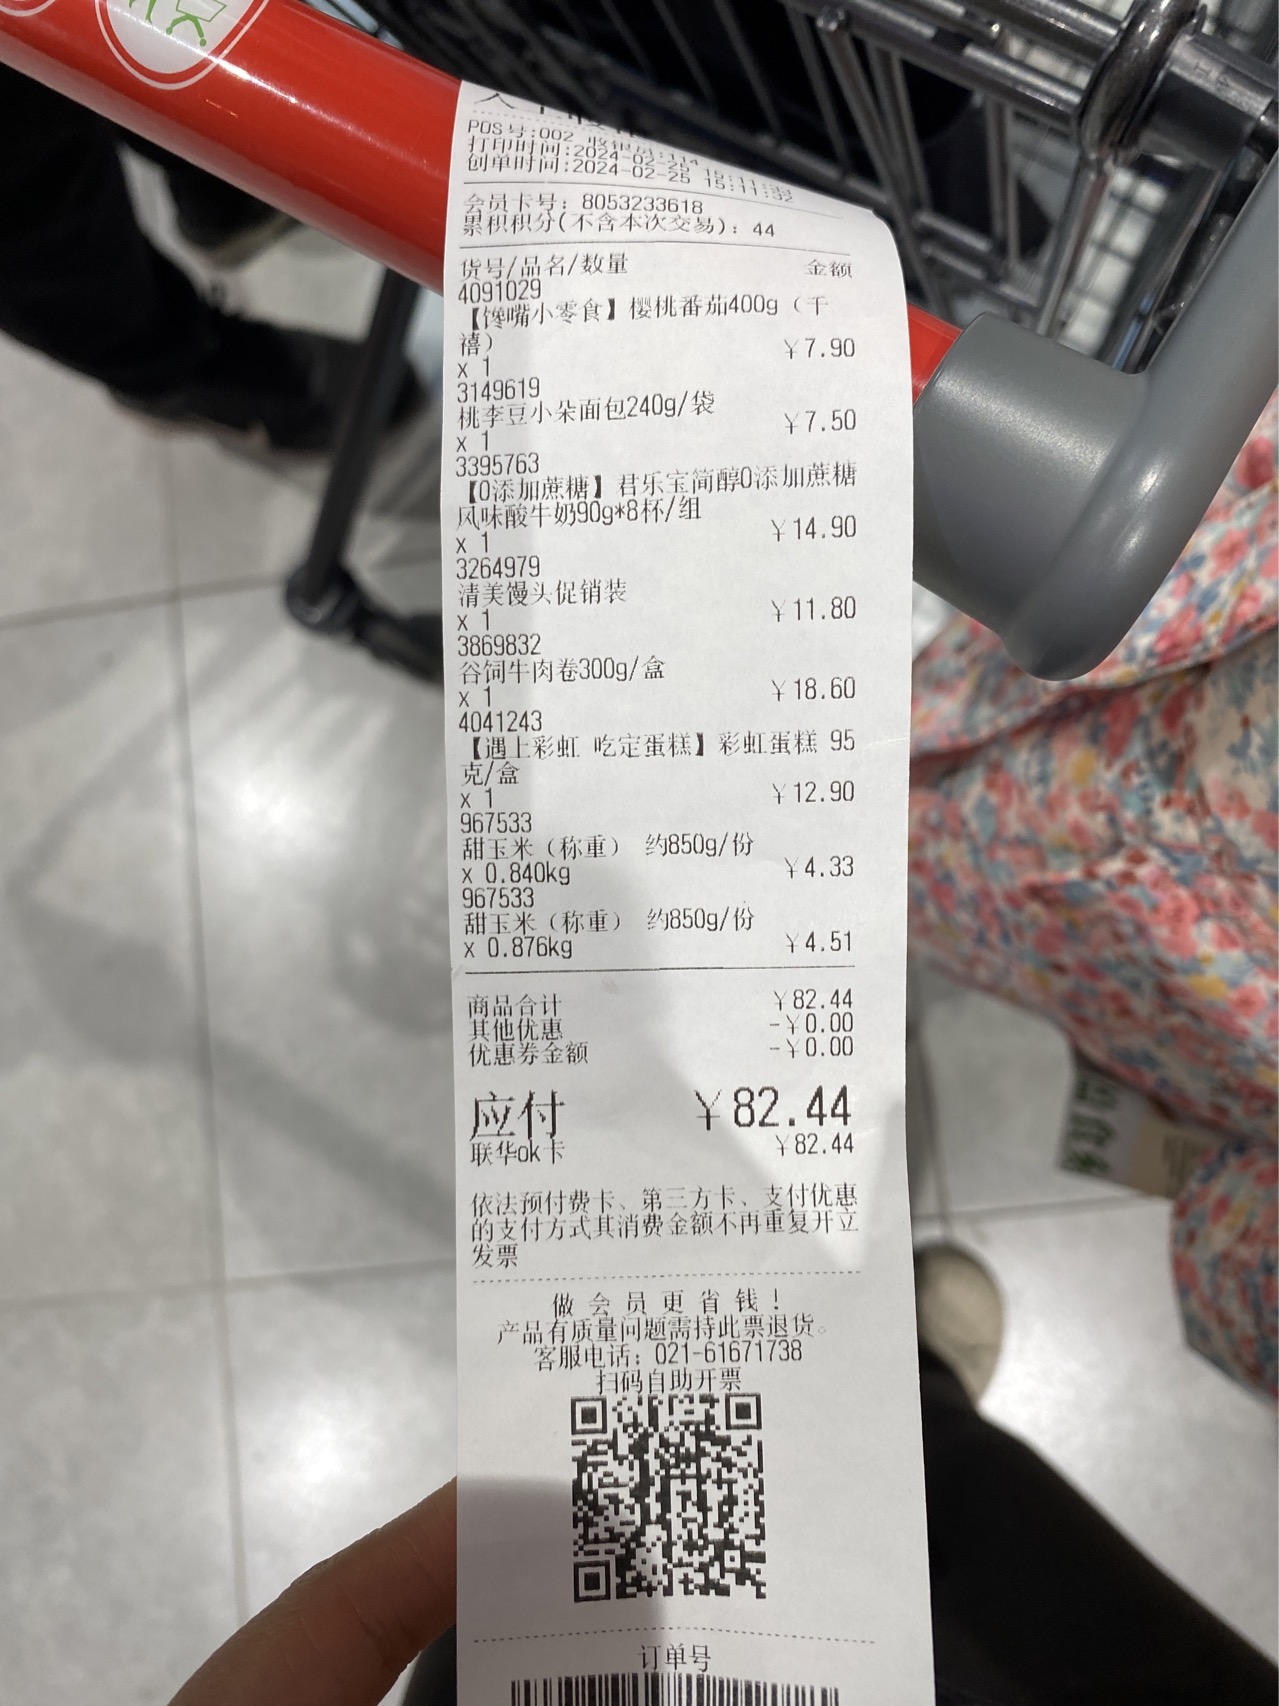 POS号:002 收银员:114
打印时间:2024-02-25 15:11:33
创单时间:2024-02-25 15:11:32
会员卡号：8053233618
累积积分(不含本次交易)：44
货号/品名/数量 金额
4091029
【馋嘴小零食】樱桃番茄400g（千
禧）
x 1 ￥7.90
3149619
桃李豆小朵面包240g/袋
x 1 ￥7.50
3395763
【0添加蔗糖】君乐宝简醇0添加蔗糖
风味酸牛奶90g*8杯/组
x 1 ￥14.90
3264979
清美馒头促销装
x 1 ￥11.80
3869832
谷饲牛肉卷300g/盒
x 1 ￥18.60
4041243
【遇上彩虹 吃定蛋糕】彩虹蛋糕 95
克/盒
x 1 ￥12.90
967533
甜玉米（称重） 约850g/份
x 0.840kg ￥4.33
967533
甜玉米（称重） 约850g/份
x 0.876kg ￥4.51
商品合计 ￥82.44
其他优惠 -￥0.00
优惠券金额 -￥0.00
应付 ￥82.44
联华ok卡 ￥82.44
依法预付费卡、第三方卡、支付优惠
的支付方式其消费金额不再重复开立
发票
做会员更省钱！
产品有质量问题需持此票退货。
客服电话：021-61671738
扫码自助开票
订单号